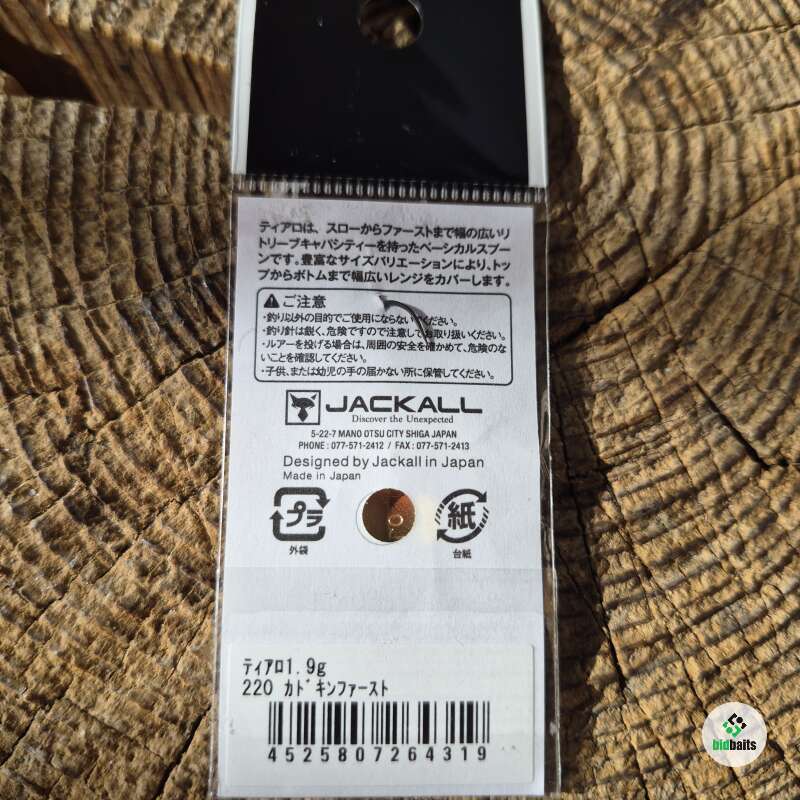 ティアロは、スローからファーストまで幅の広いリ
トリーブキャパシティーを持ったベーシカルスプー
ンです。豊富なサイズバリエーションにより、トッ
プからボトムまで幅広いレンジをカバーします。
ご注意
・釣り以外の目的でご使用にならないでください。
・釣り針は鋭く、危険ですので注意してお取り扱いください。
・ルアーを投げる場合は、周囲の安全を確かめて、危険のな
いことを確認してください。
・子供、または幼児の手の届かない所に保管してください。
JACKALL
Discover the Unexpected
5-22-7 MANO OTSU CITY SHIGA JAPAN
PHONE : 077-571-2412 / FAX : 077-571-2413
Designed by Jackall in Japan
Made in Japan
プラ
紙
外袋
台紙
ティアロ1.9g
220 カドキンファースト
4525807264319
bidbaits